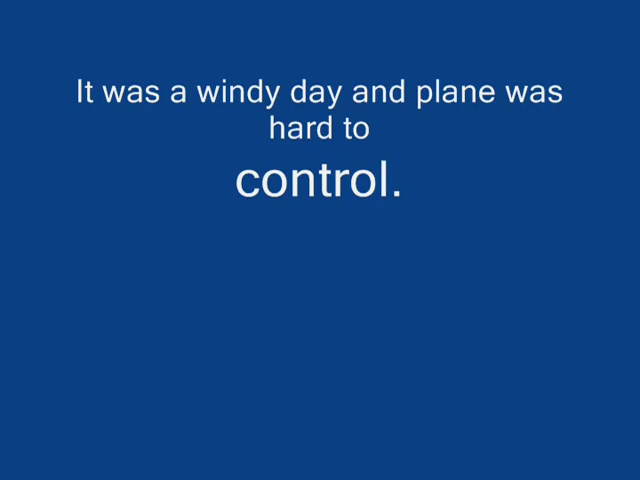 It was a windy day and plane was
hard to
control.